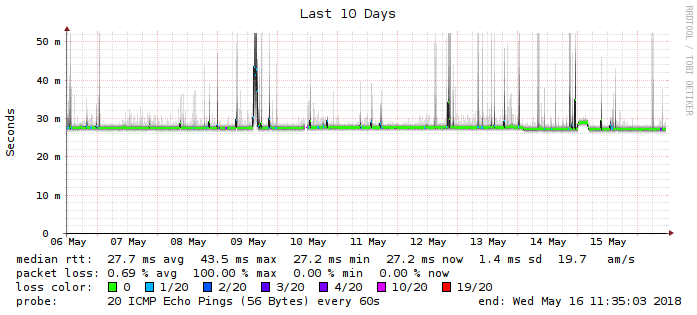 Last 10 Days
RRDTOOL / TOBI OETIKER
Seconds
50 m
40 m
30 m
20 m
10 m
0
06 May 07 May 08 May 09 May 10 May 11 May 12 May 13 May 14 May 15 May
median rtt: 27.7 ms avg 43.5 ms max 27.2 ms min 27.2 ms now 1.4 ms sd 19.7 am/s
packet loss: 0.69 % avg 100.00 % max 0.00 % min 0.00 % now
loss color: 0 1/20 2/20 3/20 4/20 10/20 19/20
probe: 20 ICMP Echo Pings (56 Bytes) every 60s end: Wed May 16 11:35:03 2018